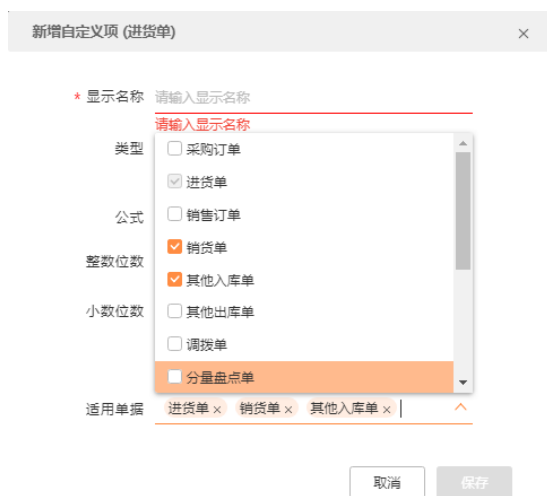 新增自定义项 (进货单)
* 显示名称 请输入显示名称
请输入显示名称
类型
采购订单
进货单
公式
销售订单
整数位数
销货单
其他入库单
小数位数
其他出库单
调拨单
分量盘点单
适用单据 进货单 × 销货单 × 其他入库单 ×
取消 保存